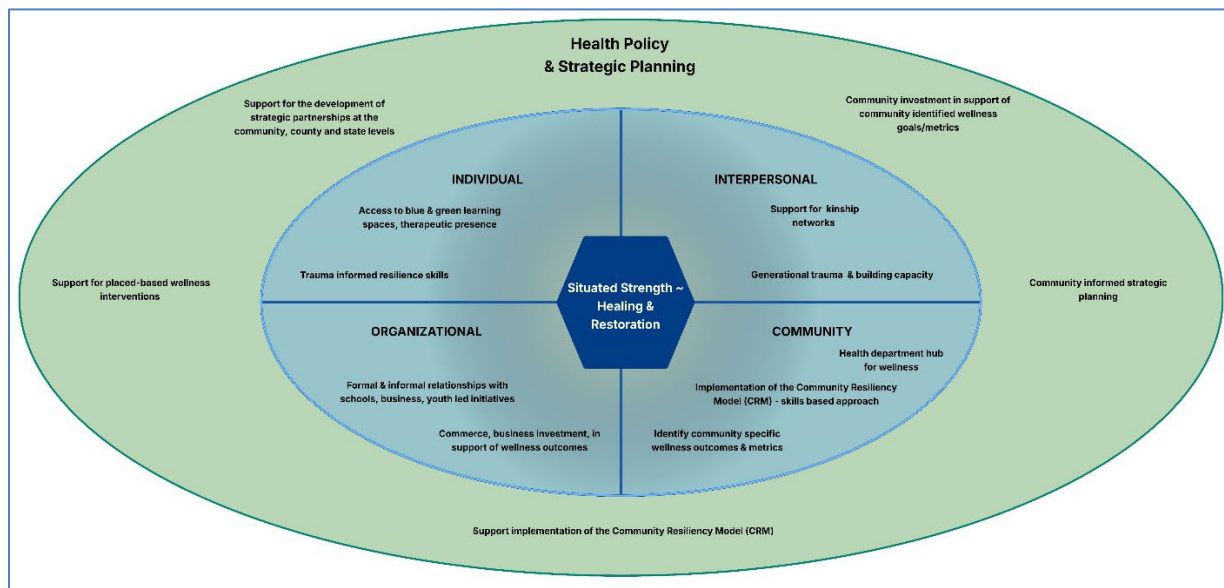 Health Policy
& Strategic Planning
Support for the development of
strategic partnerships at the
community, county and state levels
Community investment in support of
community identified wellness
goals/metrics
INDIVIDUAL
Access to blue & green learning
spaces, therapeutic presence
Trauma informed resilience skills
INTERPERSONAL
Support for kinship
networks
Generational trauma & building capacity
Support for placed-based wellness
interventions
Situated Strength ~
Healing &
Restoration
Community informed strategic
planning
ORGANIZATIONAL
Formal & informal relationships with
schools, business, youth led initiatives
Commerce, business investment, in
support of wellness outcomes
COMMUNITY
Health department hub
for wellness
Implementation of the Community Resiliency
Model (CRM) - skills based approach
Identify community specific
wellness outcomes & metrics
Support implementation of the Community Resiliency Model (CRM)